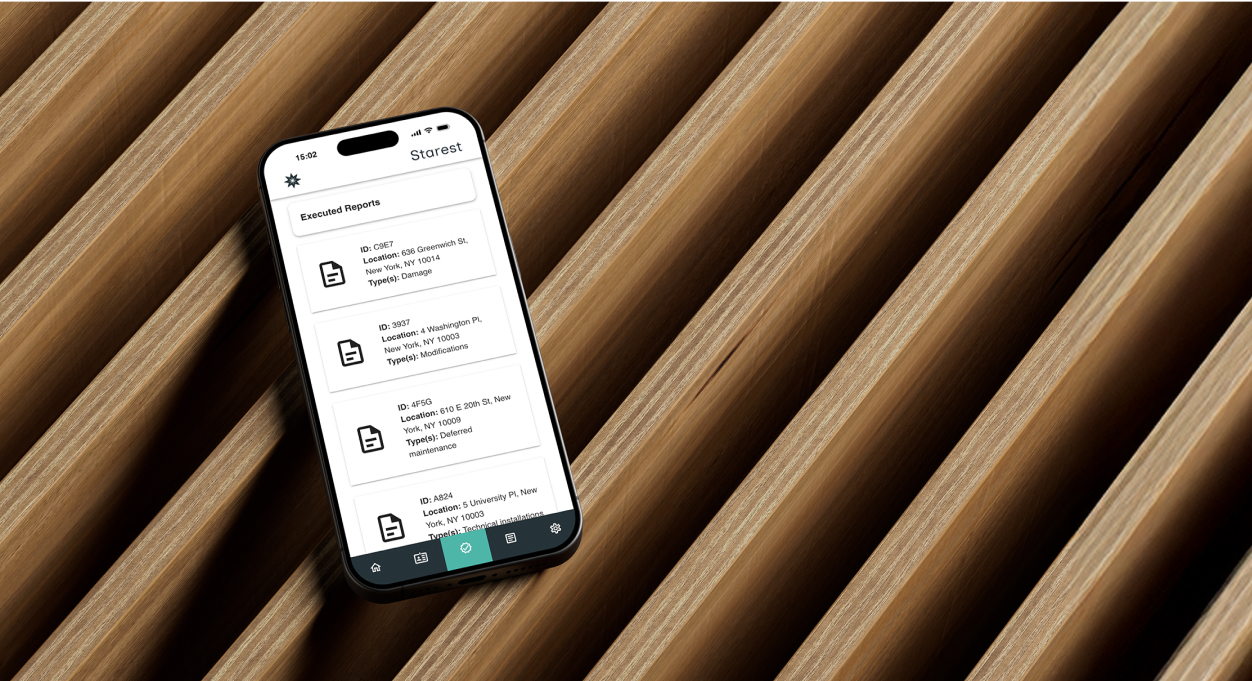 15:02
Starest
Executed Reports
ID: C9E7
Location: 636 Greenwich St,
New York, NY 10014
Type(s): Damage
ID: 3937
Location: 4 Washington Pl,
New York, NY 10003
Type(s): Modifications
ID: 4F5G
Location: 610 E 20th St, New
York, NY 10009
Type(s): Deferred
maintenance
ID: A824
Location: 5 University Pl, New
York, NY 10003
Type(s): Technical installations